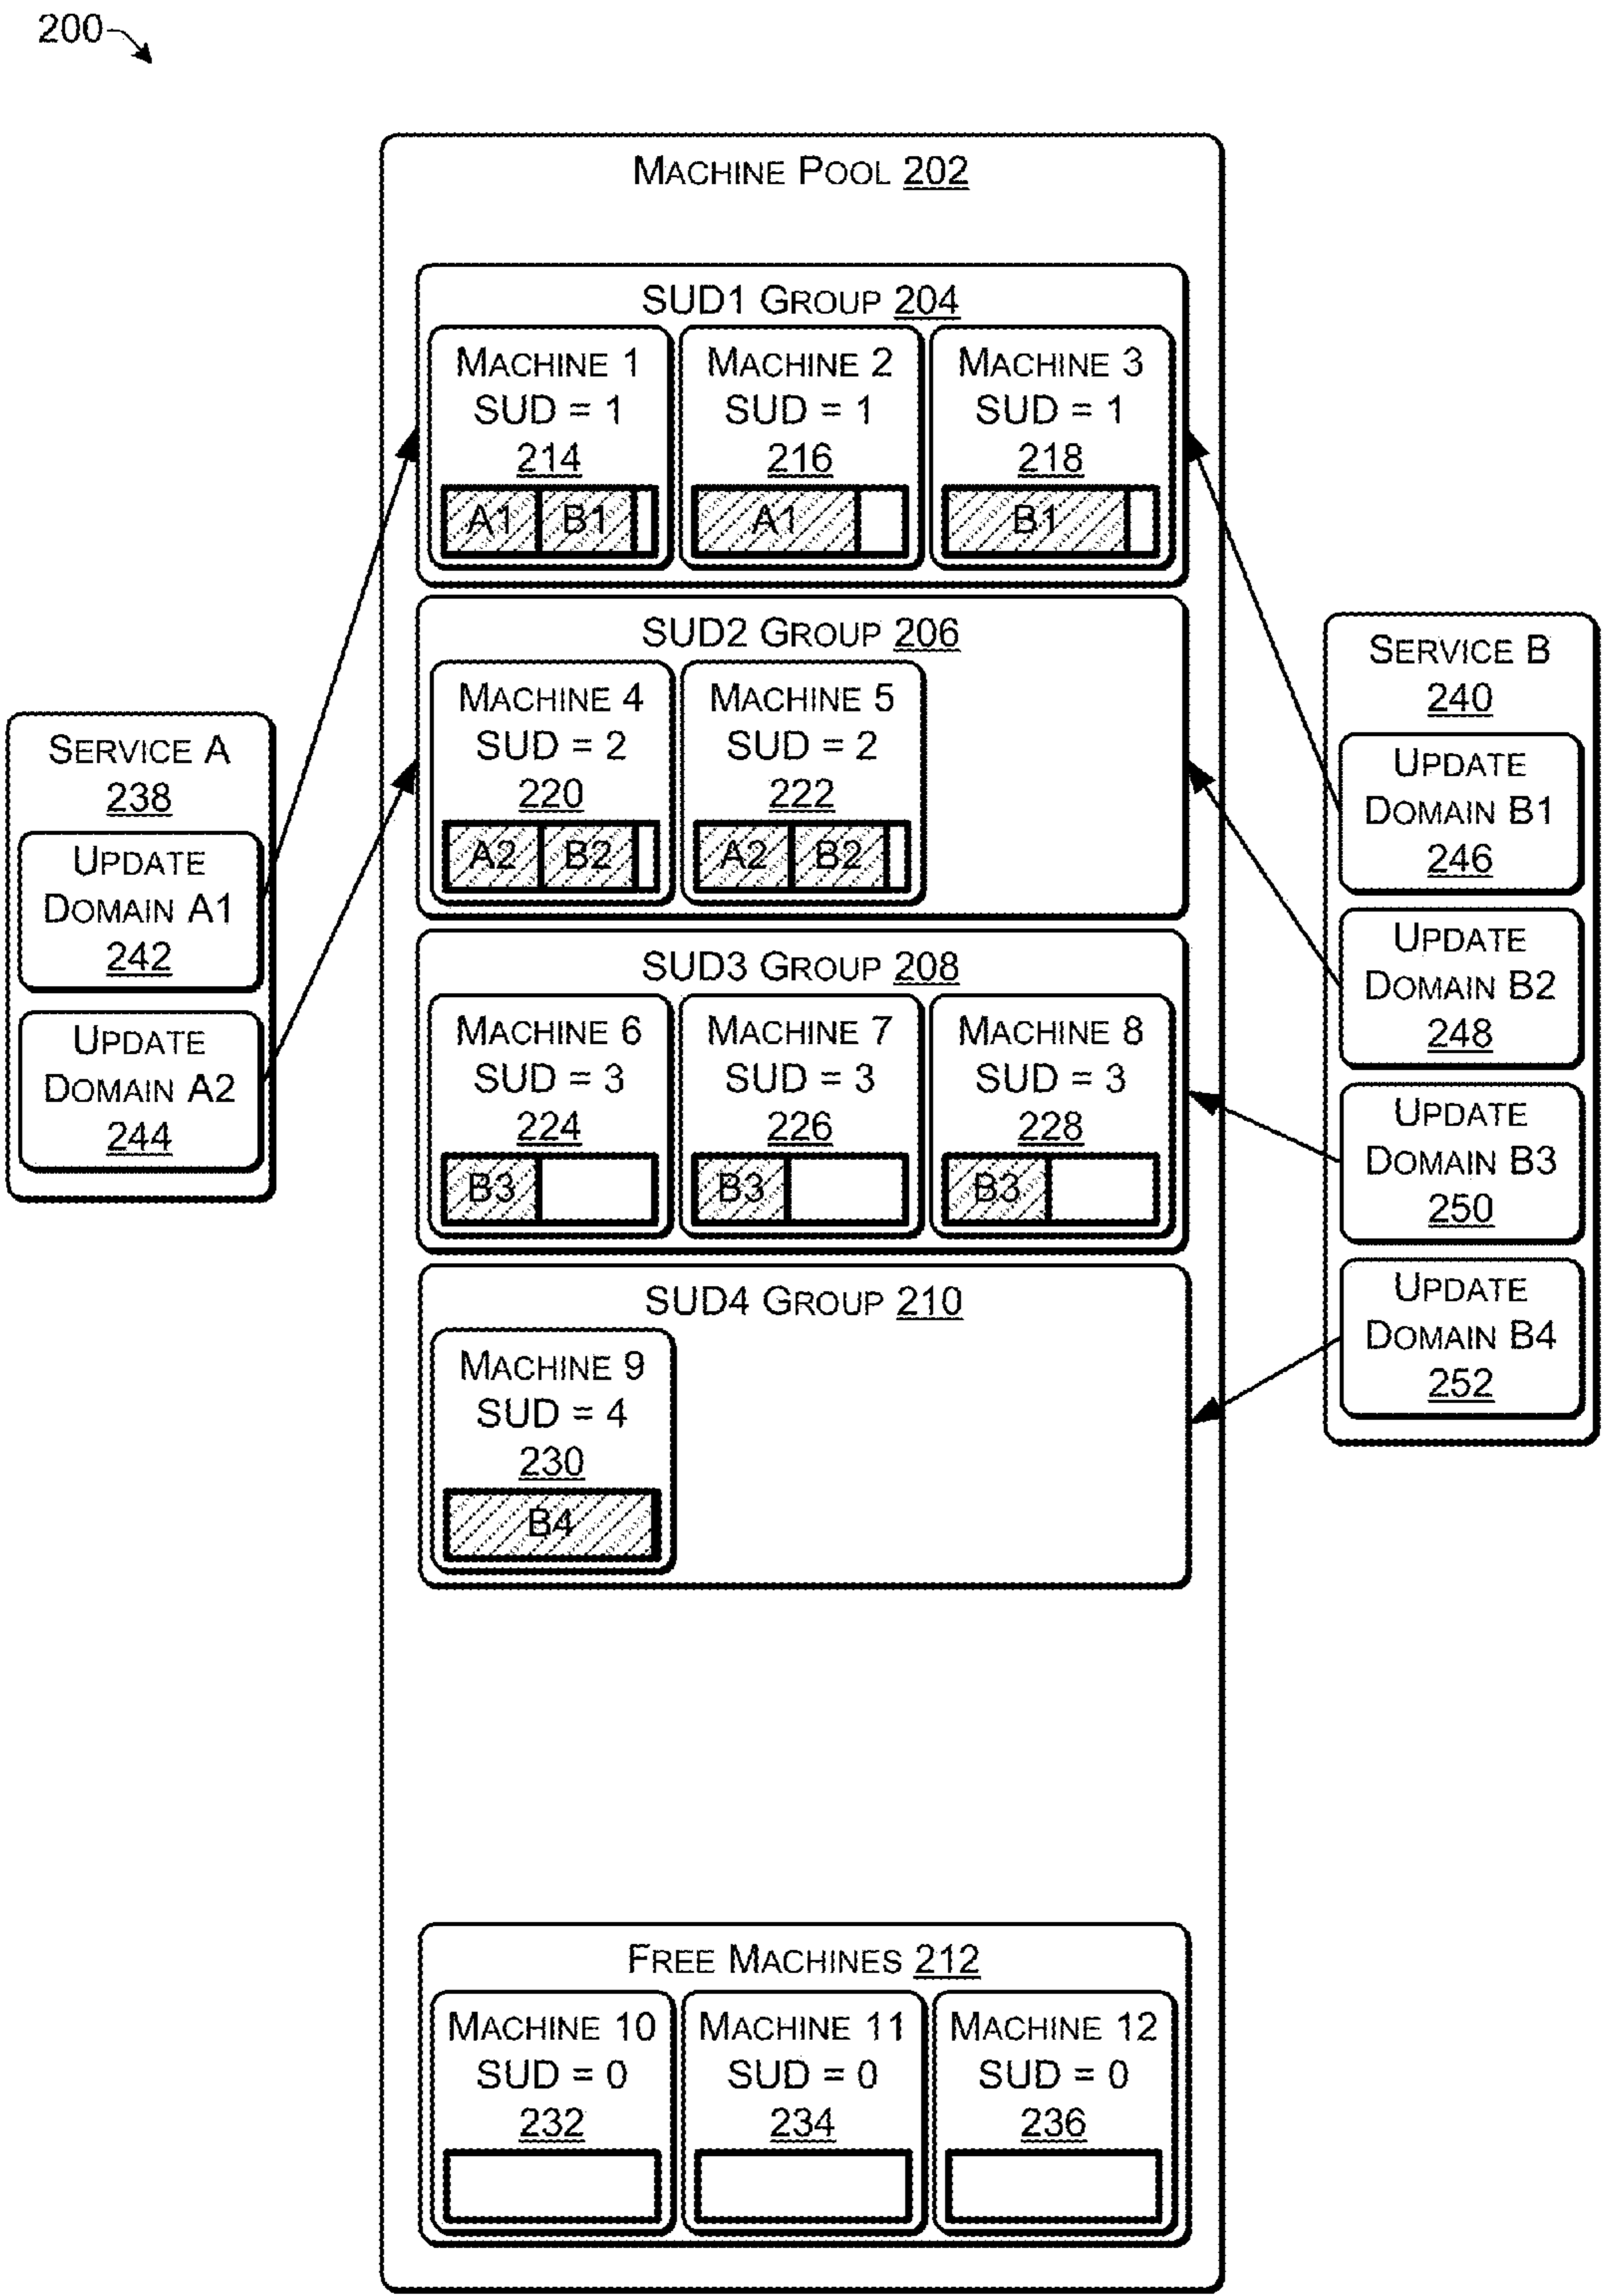 200
MACHINE POOL 202
SUD1 GROUP 204
MACHINE 1
SUD = 1
214
A1 B1
MACHINE 2
SUD = 1
216
A1
MACHINE 3
SUD = 1
218
B1
SUD2 GROUP 206
MACHINE 4
SUD = 2
220
A2 B2
MACHINE 5
SUD = 2
222
A2 B2
SUD3 GROUP 208
MACHINE 6
SUD = 3
224
B3
MACHINE 7
SUD = 3
226
B3
MACHINE 8
SUD = 3
228
B3
SUD4 GROUP 210
MACHINE 9
SUD = 4
230
B4
FREE MACHINES 212
MACHINE 10
SUD = 0
232
MACHINE 11
SUD = 0
234
MACHINE 12
SUD = 0
236
SERVICE A
238
UPDATE
DOMAIN A1
242
UPDATE
DOMAIN A2
244
SERVICE B
240
UPDATE
DOMAIN B1
246
UPDATE
DOMAIN B2
248
UPDATE
DOMAIN B3
250
UPDATE
DOMAIN B4
252